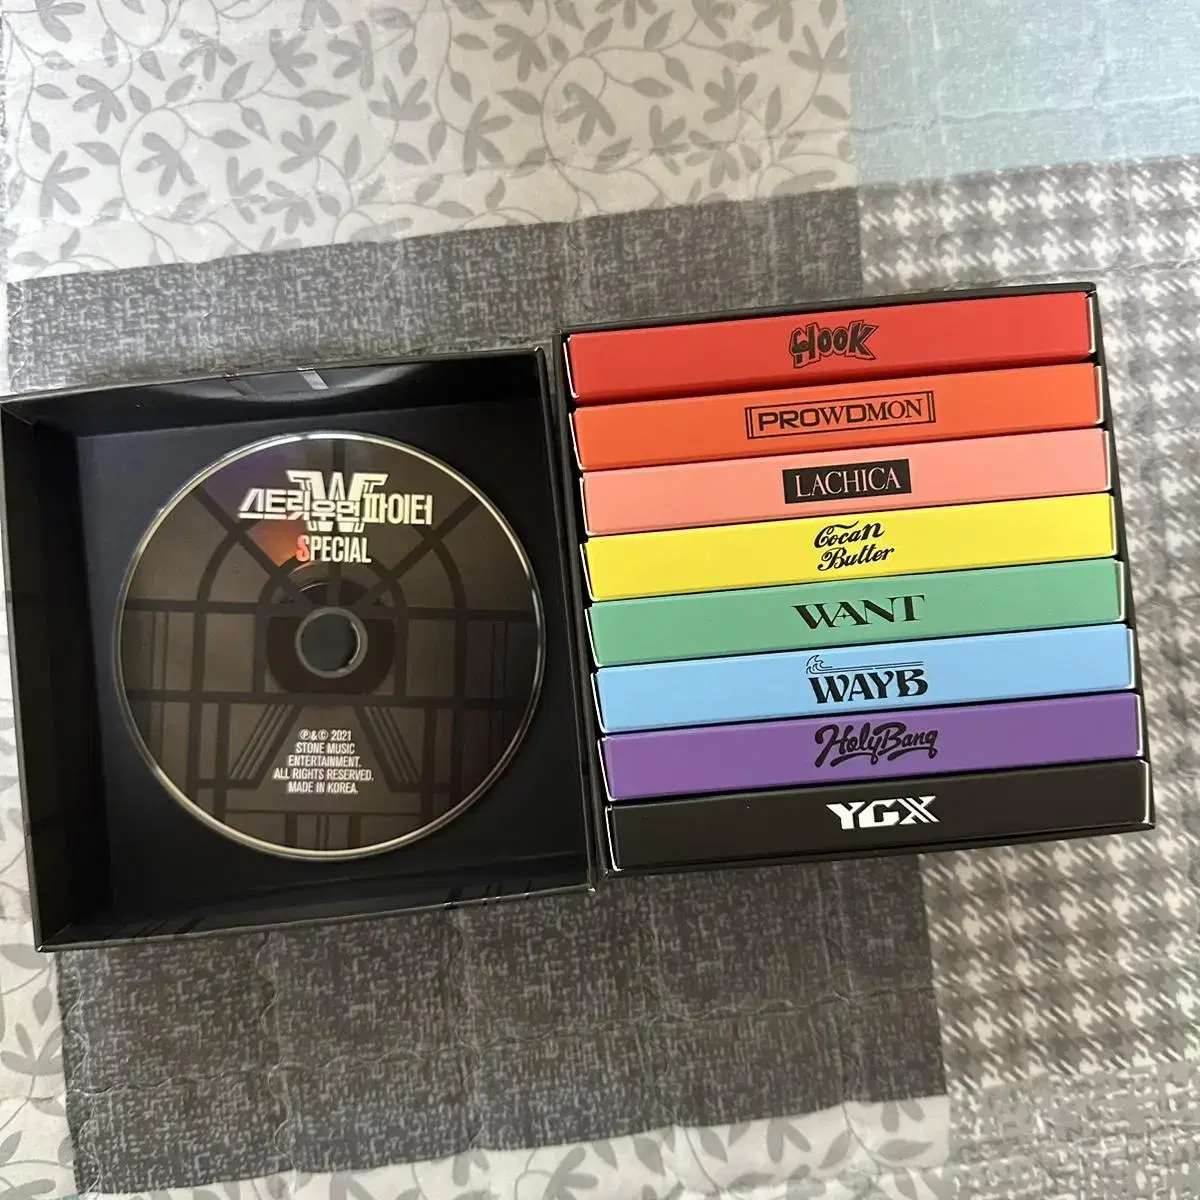 스트릿우먼파이터
W
SPECIAL
℗&© 2021
STONE MUSIC
ENTERTAINMENT.
ALL RIGHTS RESERVED.
MADE IN KOREA.
HOOK
PROWDMON
LACHICA
Cocan
Butter
WANT
WAYB
HolyBang
YGX